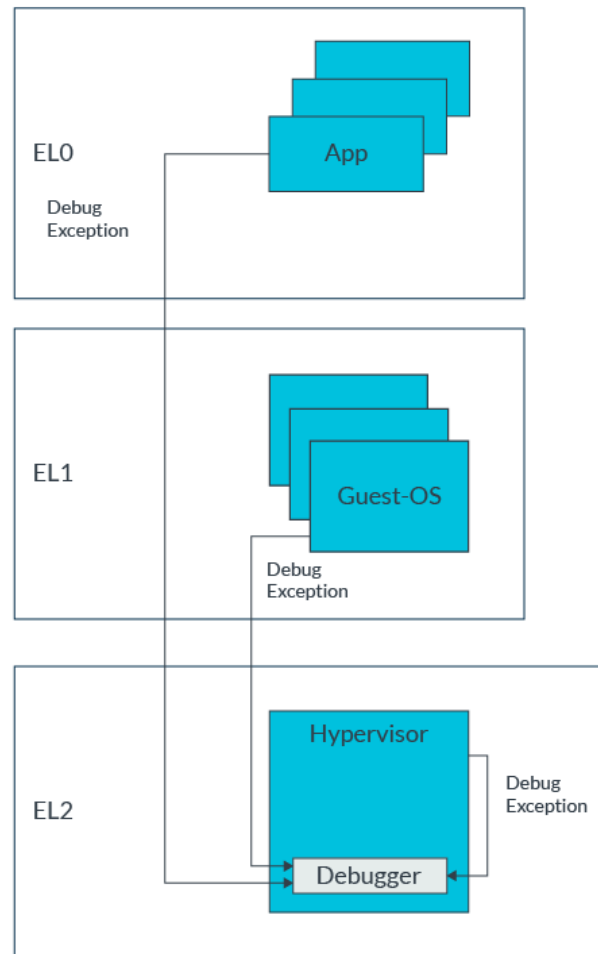 EL0
App
Debug
Exception
EL1
Guest-OS
Debug
Exception
Hypervisor
Debug
Exception
EL2
Debugger